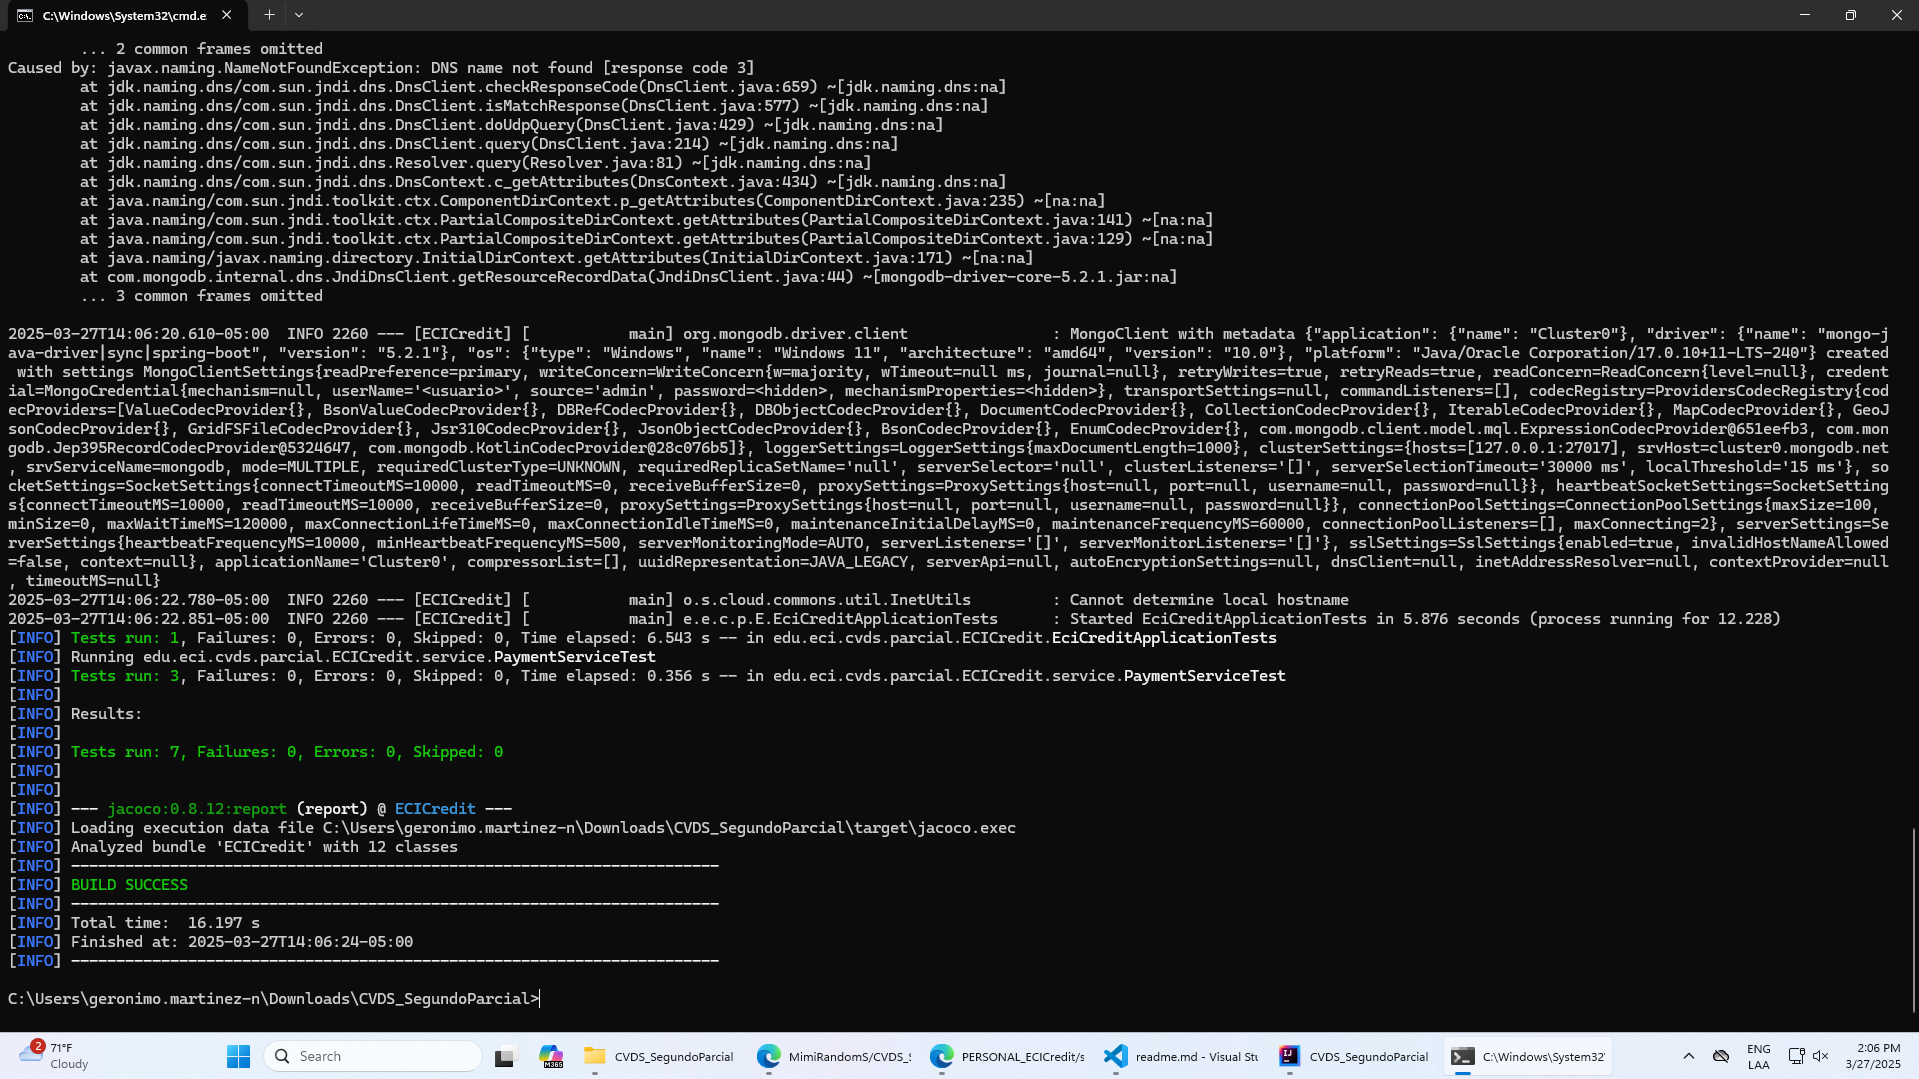 C:\Windows\System32\cmd.e
... 2 common frames omitted
Caused by: javax.naming.NameNotFoundException: DNS name not found [response code 3]
at jdk.naming.dns/com.sun.jndi.dns.DnsClient.checkResponseCode(DnsClient.java:659) ~[jdk.naming.dns:na]
at jdk.naming.dns/com.sun.jndi.dns.DnsClient.isMatchResponse(DnsClient.java:577) ~[jdk.naming.dns:na]
at jdk.naming.dns/com.sun.jndi.dns.DnsClient.doUdpQuery(DnsClient.java:429) ~[jdk.naming.dns:na]
at jdk.naming.dns/com.sun.jndi.dns.DnsClient.query(DnsClient.java:214) ~[jdk.naming.dns:na]
at jdk.naming.dns/com.sun.jndi.dns.Resolver.query(Resolver.java:81) ~[jdk.naming.dns:na]
at jdk.naming.dns/com.sun.jndi.dns.DnsContext.c_getAttributes(DnsContext.java:434) ~[jdk.naming.dns:na]
at java.naming/com.sun.jndi.toolkit.ctx.ComponentDirContext.p_getAttributes(ComponentDirContext.java:235) ~[na:na]
at java.naming/com.sun.jndi.toolkit.ctx.PartialCompositeDirContext.getAttributes(PartialCompositeDirContext.java:141) ~[na:na]
at java.naming/com.sun.jndi.toolkit.ctx.PartialCompositeDirContext.getAttributes(PartialCompositeDirContext.java:129) ~[na:na]
at java.naming/javax.naming.directory.InitialDirContext.getAttributes(InitialDirContext.java:171) ~[na:na]
at com.mongodb.internal.dns.JndiDnsClient.getResourceRecordData(JndiDnsClient.java:44) ~[mongodb-driver-core-5.2.1.jar:na]
... 3 common frames omitted
2025-03-27T14:06:20.610-05:00  INFO 2260 --- [ECICredit] [           main] org.mongodb.driver.client                : MongoClient with metadata {"application": {"name": "Cluster0"}, "driver": {"name": "mongo-j
ava-driver|sync|spring-boot", "version": "5.2.1"}, "os": {"type": "Windows", "name": "Windows 11", "architecture": "amd64", "version": "10.0"}, "platform": "Java/Oracle Corporation/17.0.10+11-LTS-240"} created
with settings MongoClientSettings{readPreference=primary, writeConcern=WriteConcern{w=majority, wTimeout=null ms, journal=null}, retryWrites=true, retryReads=true, readConcern=ReadConcern{level=null}, credent
ial=MongoCredential{mechanism=null, userName='<usuario>', source='admin', password=<hidden>, mechanismProperties=<hidden>}, transportSettings=null, commandListeners=[], codecRegistry=ProvidersCodecRegistry{cod
ecProviders=[ValueCodecProvider{}, BsonValueCodecProvider{}, DBRefCodecProvider{}, DBObjectCodecProvider{}, DocumentCodecProvider{}, CollectionCodecProvider{}, IterableCodecProvider{}, MapCodecProvider{}, GeoJ
sonCodecProvider{}, GridFSFileCodecProvider{}, Jsr310CodecProvider{}, JsonObjectCodecProvider{}, BsonCodecProvider{}, EnumCodecProvider{}, com.mongodb.client.model.mql.ExpressionCodecProvider@651eefb3, com.mon
godb.Jep395RecordCodecProvider@5324647, com.mongodb.KotlinCodecProvider@28c076b5]}, loggerSettings=LoggerSettings{maxDocumentLength=1000}, clusterSettings={hosts=[127.0.0.1:27017], srvHost=cluster0.mongodb.net
, srvServiceName=mongodb, mode=MULTIPLE, requiredClusterType=UNKNOWN, requiredReplicaSetName='null', serverSelector='null', clusterListeners='[]', serverSelectionTimeout='30000 ms', localThreshold='15 ms'}, so
cketSettings=SocketSettings{connectTimeoutMS=10000, readTimeoutMS=0, receiveBufferSize=0, proxySettings=ProxySettings{host=null, port=null, username=null, password=null}}, heartbeatSocketSettings=SocketSetting
s{connectTimeoutMS=10000, readTimeoutMS=10000, receiveBufferSize=0, proxySettings=ProxySettings{host=null, port=null, username=null, password=null}}, connectionPoolSettings=ConnectionPoolSettings{maxSize=100,
minSize=0, maxWaitTimeMS=120000, maxConnectionLifeTimeMS=0, maxConnectionIdleTimeMS=0, maintenanceInitialDelayMS=0, maintenanceFrequencyMS=60000, connectionPoolListeners=[], maxConnecting=2}, serverSettings=Se
rverSettings{heartbeatFrequencyMS=10000, minHeartbeatFrequencyMS=500, serverMonitoringMode=AUTO, serverListeners='[]', serverMonitorListeners='[]'}, sslSettings=SslSettings{enabled=true, invalidHostNameAllowed
=false, context=null}, applicationName='Cluster0', compressorList=[], uuidRepresentation=JAVA_LEGACY, serverApi=null, autoEncryptionSettings=null, dnsClient=null, inetAddressResolver=null, contextProvider=null
, timeoutMS=null}
2025-03-27T14:06:22.780-05:00  INFO 2260 --- [ECICredit] [           main] o.s.cloud.commons.util.InetUtils         : Cannot determine local hostname
2025-03-27T14:06:22.851-05:00  INFO 2260 --- [ECICredit] [           main] e.e.c.p.E.EciCreditApplicationTests      : Started EciCreditApplicationTests in 5.876 seconds (process running for 12.228)
[INFO] Tests run: 1, Failures: 0, Errors: 0, Skipped: 0, Time elapsed: 6.543 s -- in edu.eci.cvds.parcial.ECICredit.EciCreditApplicationTests
[INFO] Running edu.eci.cvds.parcial.ECICredit.service.PaymentServiceTest
[INFO] Tests run: 3, Failures: 0, Errors: 0, Skipped: 0, Time elapsed: 0.356 s -- in edu.eci.cvds.parcial.ECICredit.service.PaymentServiceTest
[INFO]
[INFO] Results:
[INFO]
[INFO] Tests run: 7, Failures: 0, Errors: 0, Skipped: 0
[INFO]
[INFO]
[INFO] --- jacoco:0.8.12:report (report) @ ECICredit ---
[INFO] Loading execution data file C:\Users\geronimo.martinez-n\Downloads\CVDS_SegundoParcial\target\jacoco.exec
[INFO] Analyzed bundle 'ECICredit' with 12 classes
[INFO] ------------------------------------------------------------------------
[INFO] BUILD SUCCESS
[INFO] ------------------------------------------------------------------------
[INFO] Total time:  16.197 s
[INFO] Finished at: 2025-03-27T14:06:24-05:00
[INFO] ------------------------------------------------------------------------
C:\Users\geronimo.martinez-n\Downloads\CVDS_SegundoParcial>
2
71°F
Cloudy
Search
M365
CVDS_SegundoParcial
MimiRandomS/CVDS_S
PERSONAL_ECICredit/s
readme.md - Visual Stu
CVDS_SegundoParcial
C:\Windows\System32\
ENG
LAA
2:06 PM
3/27/2025